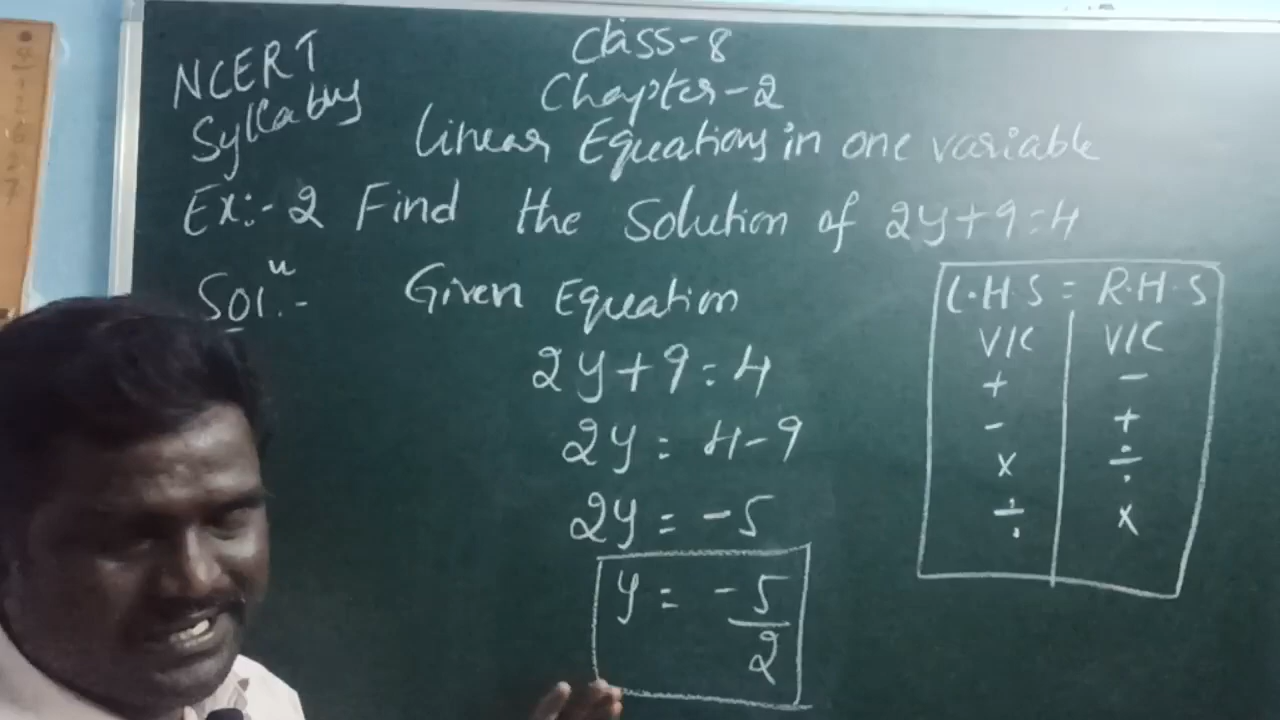 NCERT
Syllabus
Class-8
Chapter-2
Linear Equations in one variable
Ex:-2 Find the Solution of 2y+9=4
Sol.:- Given Equation
2y+9=4
2y = 4-9
2y = -5
y = -5/2
L.H.S = R.H.S
V/C V/C
+ -
- +
× ÷
÷ ×